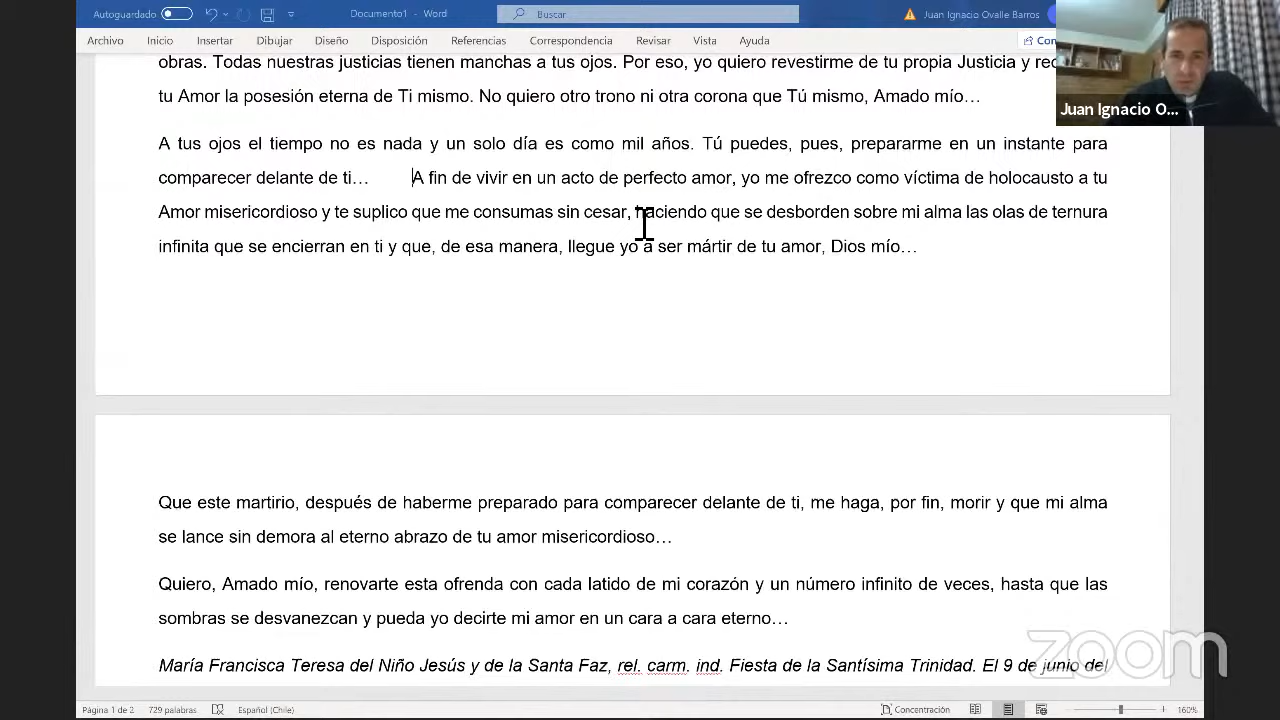 Autoguardado
Documento1 - Word
Buscar
Juan Ignacio Ovalle Barros
Archivo Inicio Insertar Dibujar Diseño Disposición Referencias Correspondencia Revisar Vista Ayuda
obras. Todas nuestras justicias tienen manchas a tus ojos. Por eso, yo quiero revestirme de tu propia Justicia y
tu Amor la posesión eterna de Ti mismo. No quiero otro trono ni otra corona que Tú mismo, Amado mío…
Juan Ignacio O...
A tus ojos el tiempo no es nada y un solo día es como mil años. Tú puedes, pues, prepararme en un instante para
comparecer delante de ti… A fin de vivir en un acto de perfecto amor, yo me ofrezco como víctima de holocausto a tu
Amor misericordioso y te suplico que me consumas sin cesar, haciendo que se desborden sobre mi alma las olas de ternura
infinita que se encierran en ti y que, de esa manera, llegue yo a ser mártir de tu amor, Dios mío…
Que este martirio, después de haberme preparado para comparecer delante de ti, me haga, por fin, morir y que mi alma
se lance sin demora al eterno abrazo de tu amor misericordioso…
Quiero, Amado mío, renovarte esta ofrenda con cada latido de mi corazón y un número infinito de veces, hasta que las
sombras se desvanezcan y pueda yo decirte mi amor en un cara a cara eterno…
María Francisca Teresa del Niño Jesús y de la Santa Faz, rel. carm. ind. Fiesta de la Santísima Trinidad. El 9 de junio del
zoom
Página 1 de 2 729 palabras Español (Chile) Concentración 160%